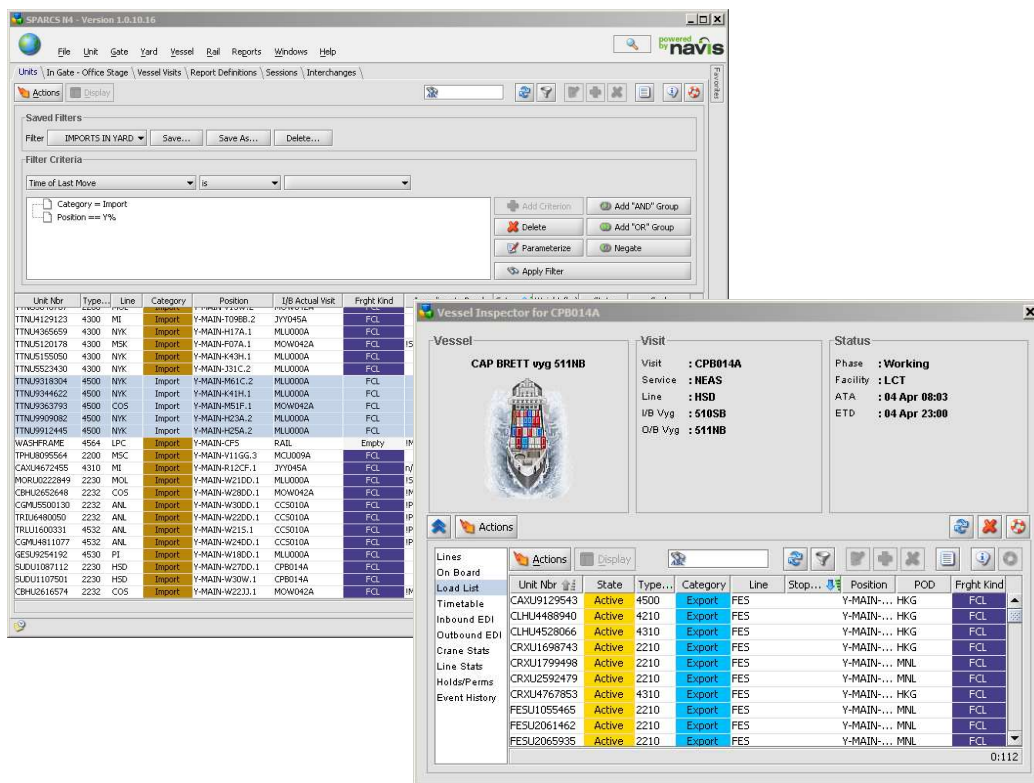 SPARCS N4 - Version 1.0.10.16
File Unit Gate Yard Vessel Rail Reports Windows Help
powered by navis
Units In Gate - Office Stage Vessel Visits Report Definitions Sessions Interchanges
Favorites
Actions Display
Saved Filters
Filter IMPORTS IN YARD Save... Save As... Delete...
Filter Criteria
Time of Last Move is
Category = Import
Position == Y%
Add Criterion Add "AND" Group
Delete Add "OR" Group
Parameterize Negate
Apply Filter
Unit Nbr Type... Line Category Position I/B Actual Visit Frght Kind
TTNU4129123 4300 MI Import Y-MAIN-T09BB.2 JYY045A FCL
TTNU4365659 4300 NYK Import Y-MAIN-H17A.1 MLU000A FCL
TTNU5120178 4300 MSK Import Y-MAIN-F07A.1 MOW042A FCL
TTNU5155050 4300 NYK Import Y-MAIN-K43H.1 MLU000A FCL
TTNU5523430 4300 NYK Import Y-MAIN-J31C.2 MLU000A FCL
TTNU9318304 4500 NYK Import Y-MAIN-M61C.2 MLU000A FCL
TTNU9344622 4500 NYK Import Y-MAIN-K41H.1 MLU000A FCL
TTNU9363793 4500 COS Import Y-MAIN-M51F.1 MOW042A FCL
TTNU9909082 4500 NYK Import Y-MAIN-H23A.2 MLU000A FCL
TTNU9912445 4500 NYK Import Y-MAIN-H25A.2 MLU000A FCL
WASHFRAME 4564 LPC Import Y-MAIN-CFS RAIL Empty
TPHU8095564 2200 MSC Import Y-MAIN-V11GG.3 MCU009A FCL
CAXU4672455 4310 MI Import Y-MAIN-R12CF.1 JYY045A FCL
MORU0222849 2230 MOL Import Y-MAIN-W21DD.1 MLU000A FCL
CBHU2652648 2232 COS Import Y-MAIN-W28DD.1 MOW042A FCL
CGMU5500130 2232 ANL Import Y-MAIN-W30DD.1 CCS010A FCL
TRIU6480050 2232 ANL Import Y-MAIN-W22DD.1 CCS010A FCL
TRLU1600331 4532 ANL Import Y-MAIN-W21S.1 CCS010A FCL
CGMU4811077 4532 ANL Import Y-MAIN-W24DD.1 CCS010A FCL
GESU9254192 4530 PI Import Y-MAIN-W18DD.1 MLU000A FCL
SUDU1087112 2230 HSD Import Y-MAIN-W27DD.1 CPB014A FCL
SUDU1107501 2230 HSD Import Y-MAIN-W30W.1 CPB014A FCL
CBHU2616574 2232 COS Import Y-MAIN-W22JJ.1 MOW042A FCL
Vessel Inspector for CPB014A
Vessel
CAP BRETT vyg 511NB
Visit
Visit : CPB014A
Service : NEAS
Line : HSD
I/B Vyg : 510SB
O/B Vyg : 511NB
Status
Phase : Working
Facility : LCT
ATA : 04 Apr 08:03
ETD : 04 Apr 23:00
Actions
Lines
On Board
Load List
Timetable
Inbound EDI
Outbound EDI
Crane Stats
Line Stats
Holds/Perms
Event History
Actions Display
Unit Nbr State Type... Category Line Stop... Position POD Frght Kind
CAXU9129543 Active 4500 Export FES Y-MAIN-... HKG FCL
CLHU4488940 Active 4210 Export FES Y-MAIN-... HKG FCL
CLHU4528066 Active 4310 Export FES Y-MAIN-... HKG FCL
CRXU1698743 Active 2210 Export FES Y-MAIN-... HKG FCL
CRXU1799498 Active 2210 Export FES Y-MAIN-... MNL FCL
CRXU2592479 Active 2210 Export FES Y-MAIN-... MNL FCL
CRXU4767853 Active 4310 Export FES Y-MAIN-... HKG FCL
FESU1055465 Active 2210 Export FES Y-MAIN-... MNL FCL
FESU2061462 Active 2210 Export FES Y-MAIN-... MNL FCL
FESU2065935 Active 2210 Export FES Y-MAIN-... MNL FCL
0:112